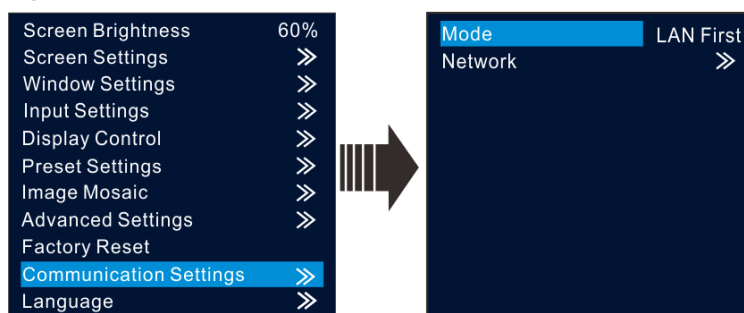 Screen Brightness 60%
Screen Settings
Window Settings
Input Settings
Display Control
Preset Settings
Image Mosaic
Advanced Settings
Factory Reset
Communication Settings
Language
Mode LAN First
Network